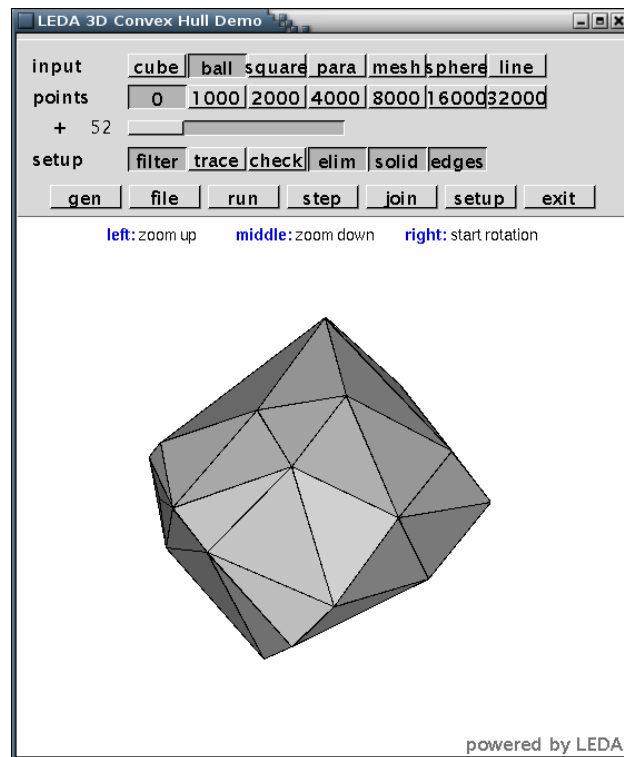 LEDA 3D Convex Hull Demo
input cube ball square para mesh sphere line
points 0 1000 2000 4000 8000 16000 32000
+ 52
setup filter trace check elim solid edges
gen file run step join setup exit
left: zoom up middle: zoom down right: start rotation
powered by LEDA